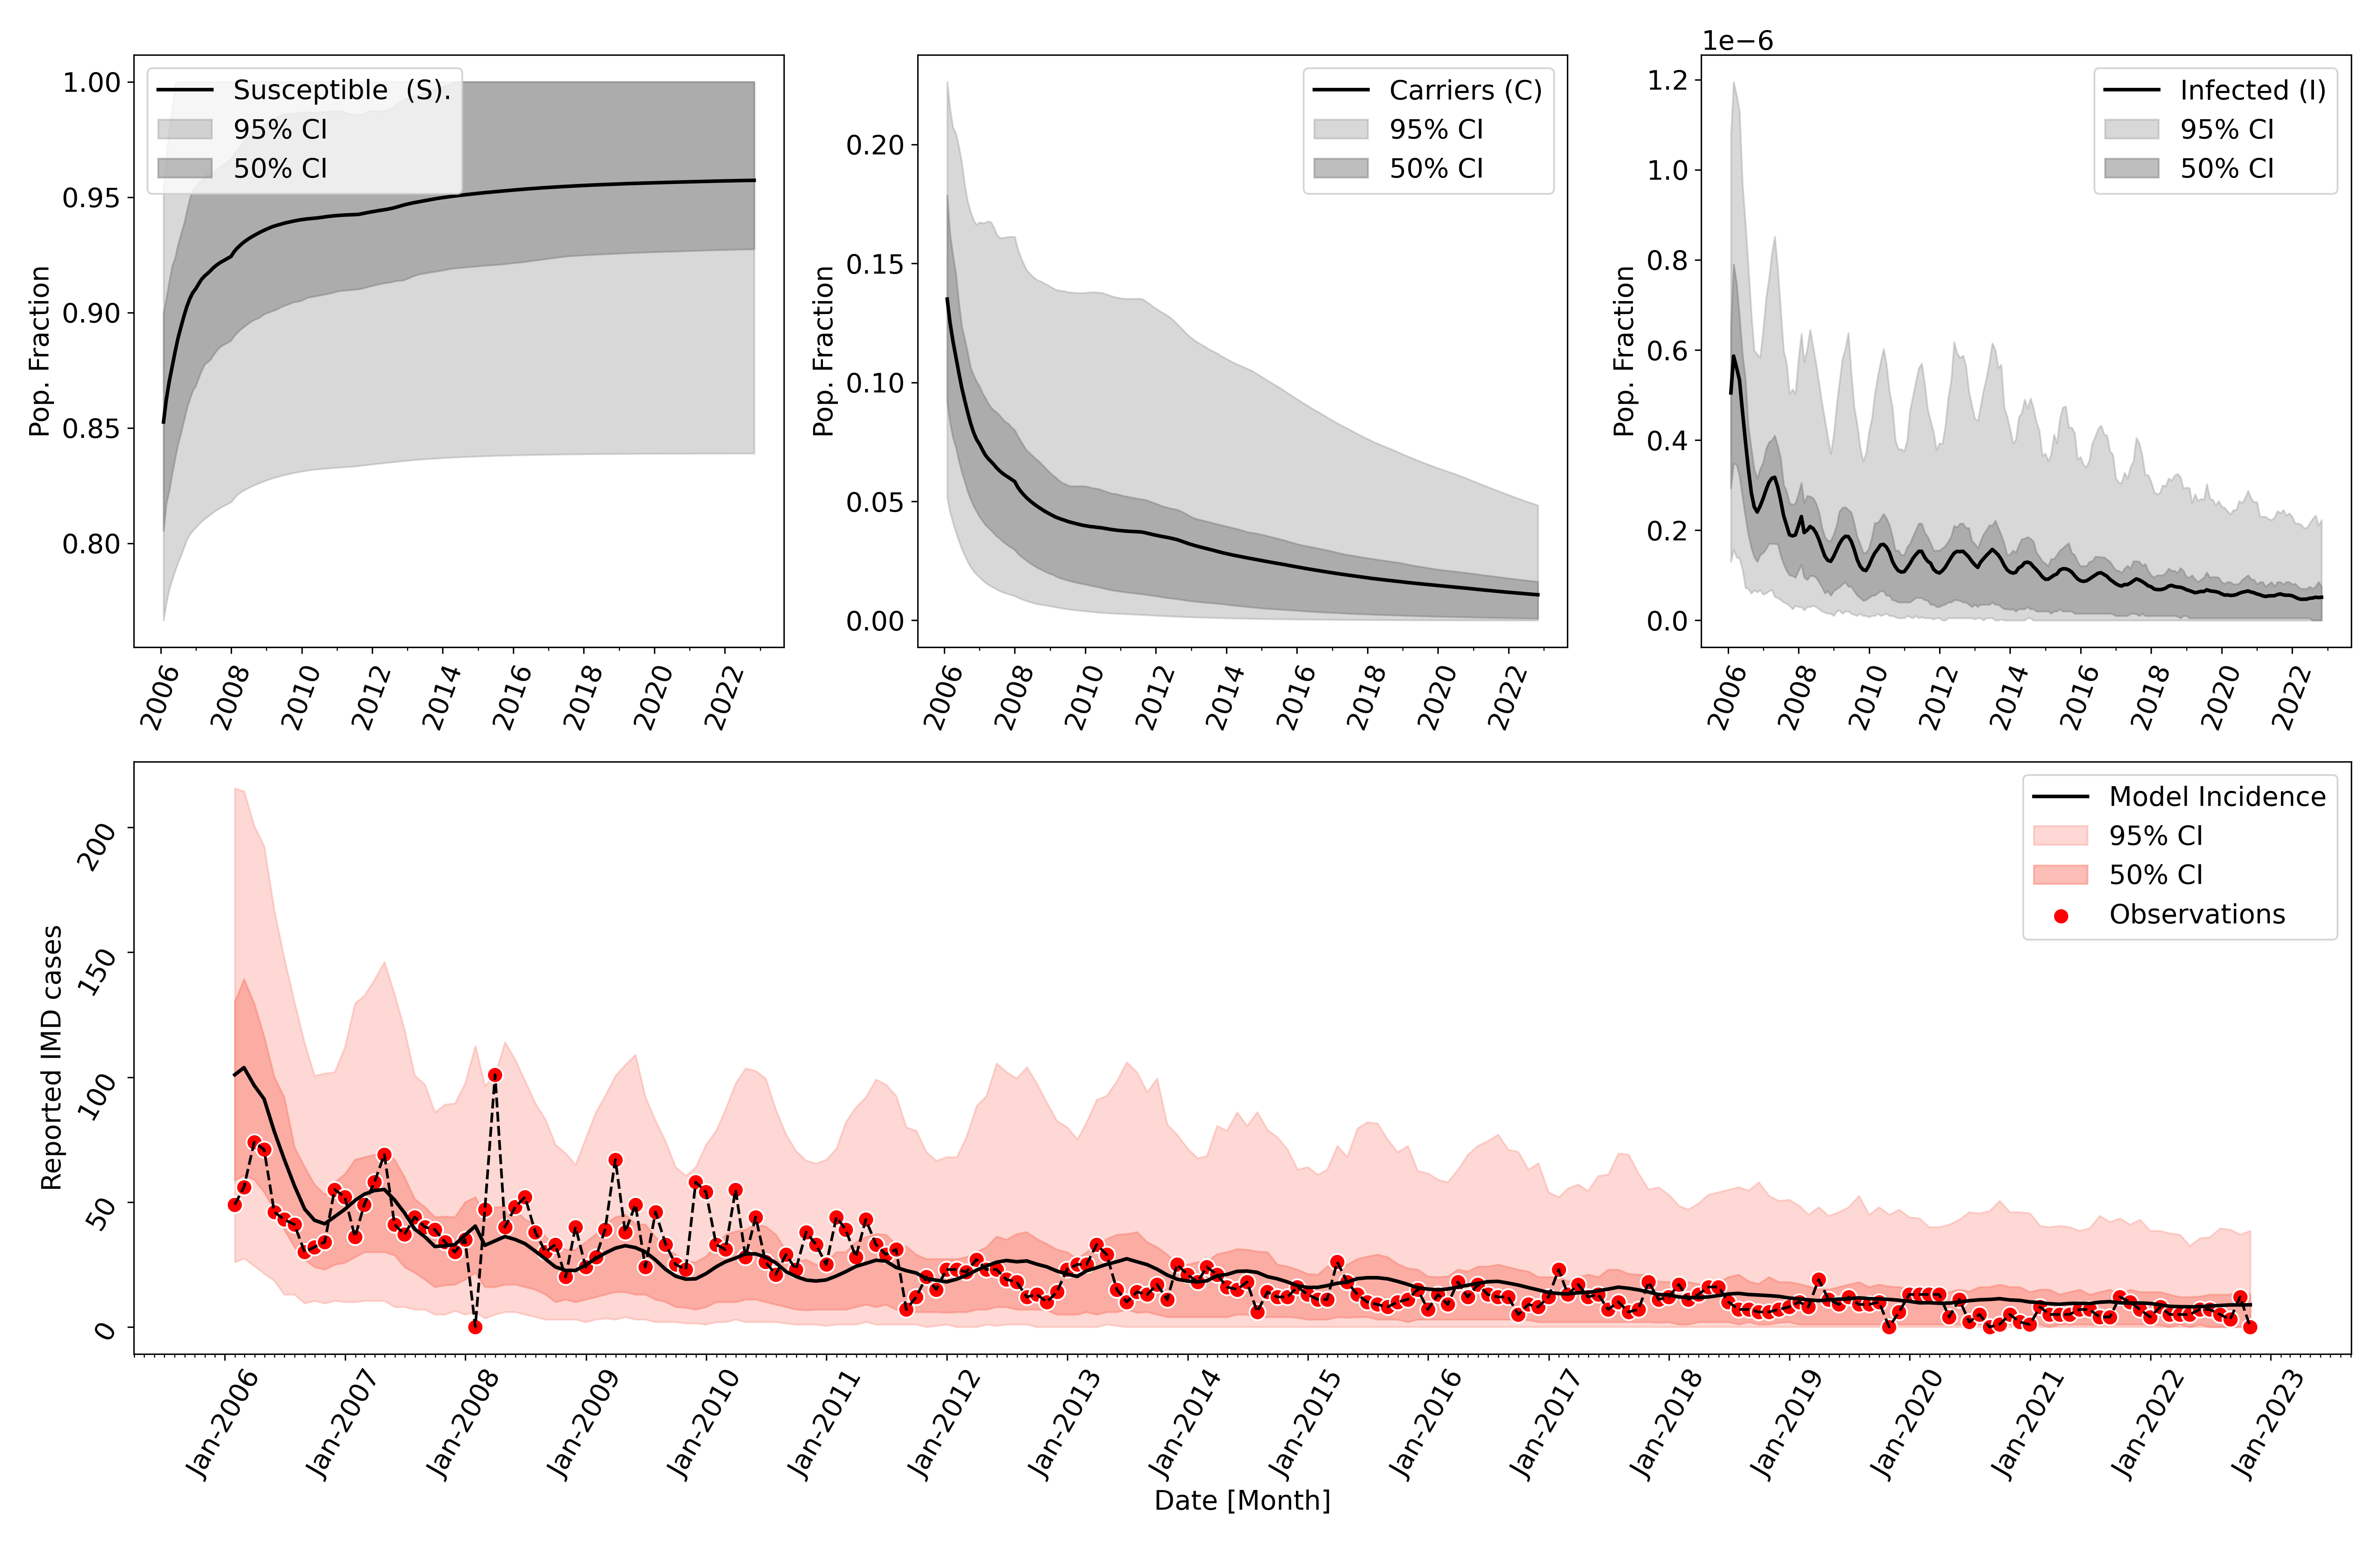 1e−6
Susceptible  (S).
95% CI
50% CI
1.00
0.95
0.90
0.85
0.80
Pop. Fraction
2006
2008
2010
2012
2014
2016
2018
2020
2022
Carriers (C)
95% CI
50% CI
0.20
0.15
0.10
0.05
0.00
Pop. Fraction
2006
2008
2010
2012
2014
2016
2018
2020
2022
Infected (I)
95% CI
50% CI
1.2
1.0
0.8
0.6
0.4
0.2
0.0
Pop. Fraction
2006
2008
2010
2012
2014
2016
2018
2020
2022
Model Incidence
95% CI
50% CI
Observations
200
150
100
50
0
Reported IMD cases
Jan-2006
Jan-2007
Jan-2008
Jan-2009
Jan-2010
Jan-2011
Jan-2012
Jan-2013
Jan-2014
Jan-2015
Jan-2016
Jan-2017
Jan-2018
Jan-2019
Jan-2020
Jan-2021
Jan-2022
Jan-2023
Date [Month]